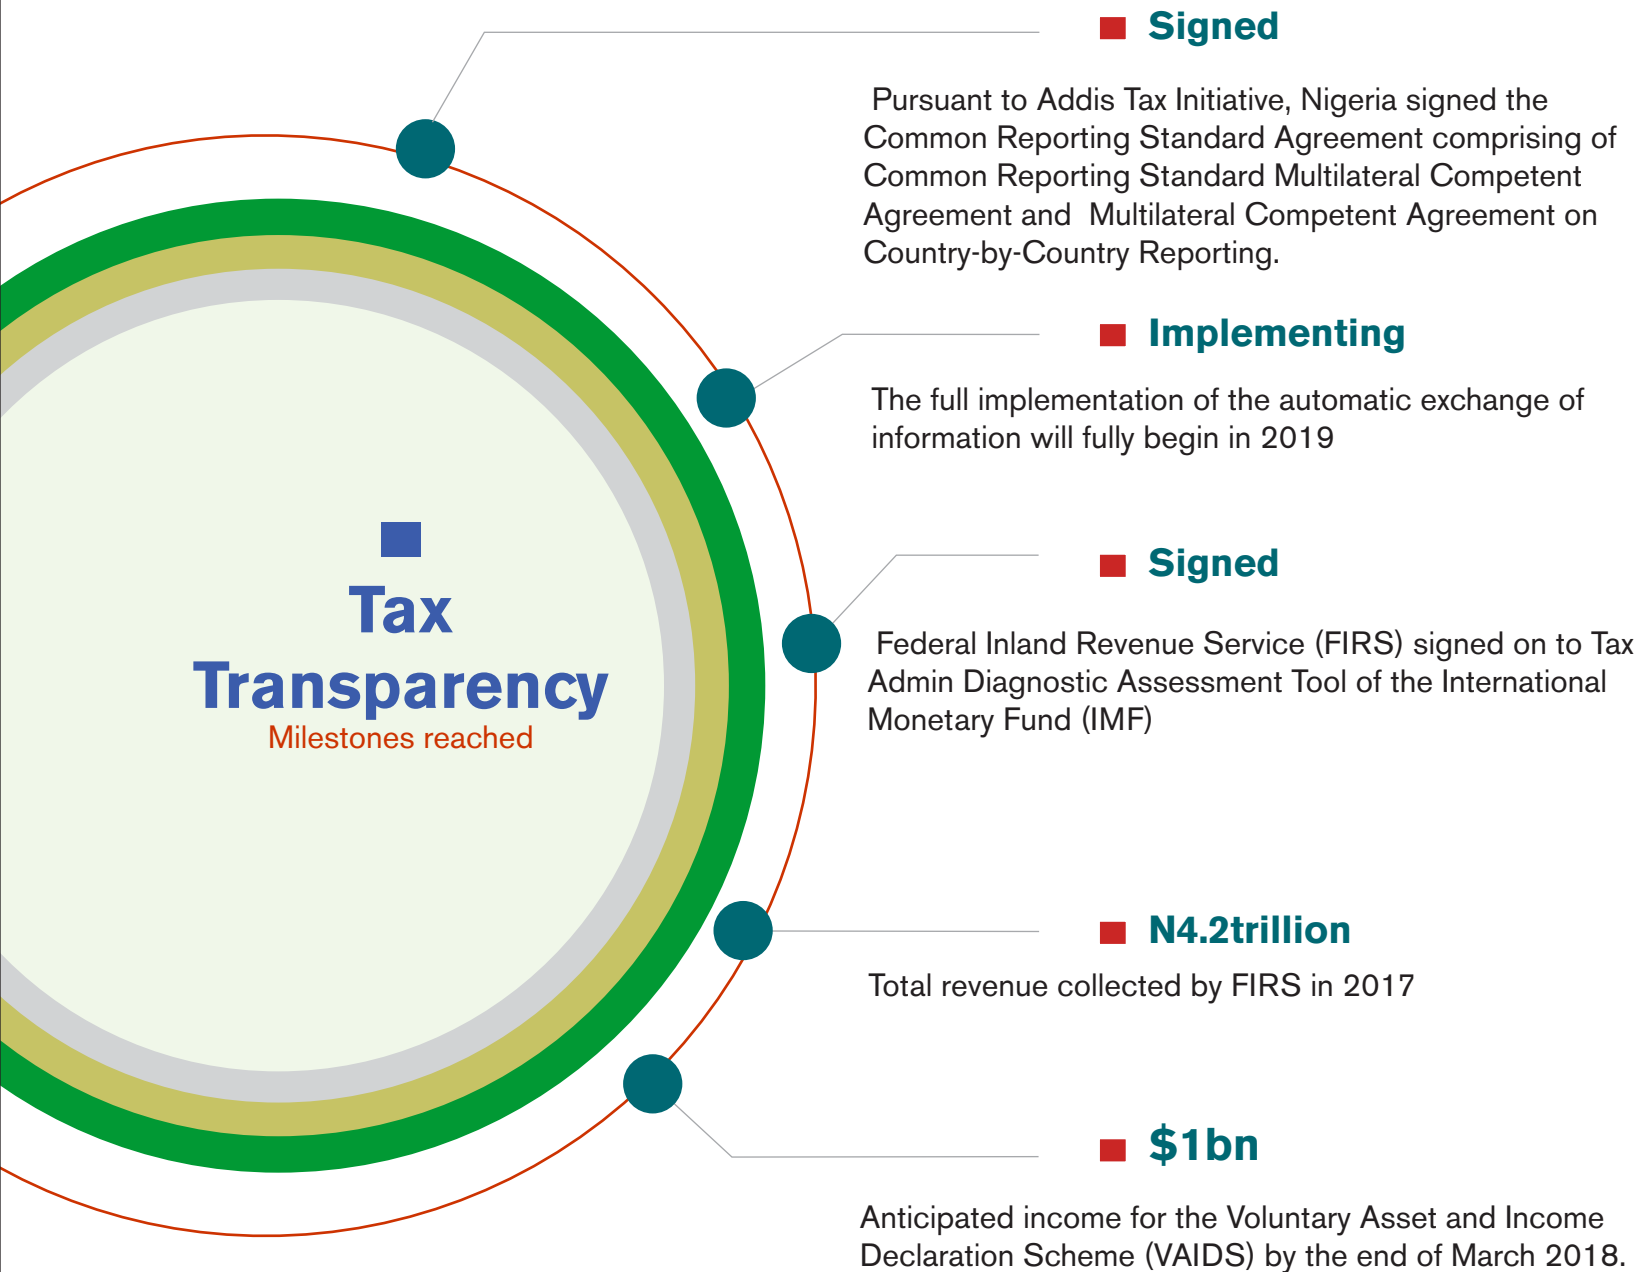 Tax
Transparency
Milestones reached
Signed
Pursuant to Addis Tax Initiative, Nigeria signed the
Common Reporting Standard Agreement comprising of
Common Reporting Standard Multilateral Competent
Agreement and  Multilateral Competent Agreement on
Country-by-Country Reporting.
Implementing
The full implementation of the automatic exchange of
information will fully begin in 2019
Signed
Federal Inland Revenue Service (FIRS) signed on to Tax
Admin Diagnostic Assessment Tool of the International
Monetary Fund (IMF)
N4.2trillion
Total revenue collected by FIRS in 2017
$1bn
Anticipated income for the Voluntary Asset and Income
Declaration Scheme (VAIDS) by the end of March 2018.